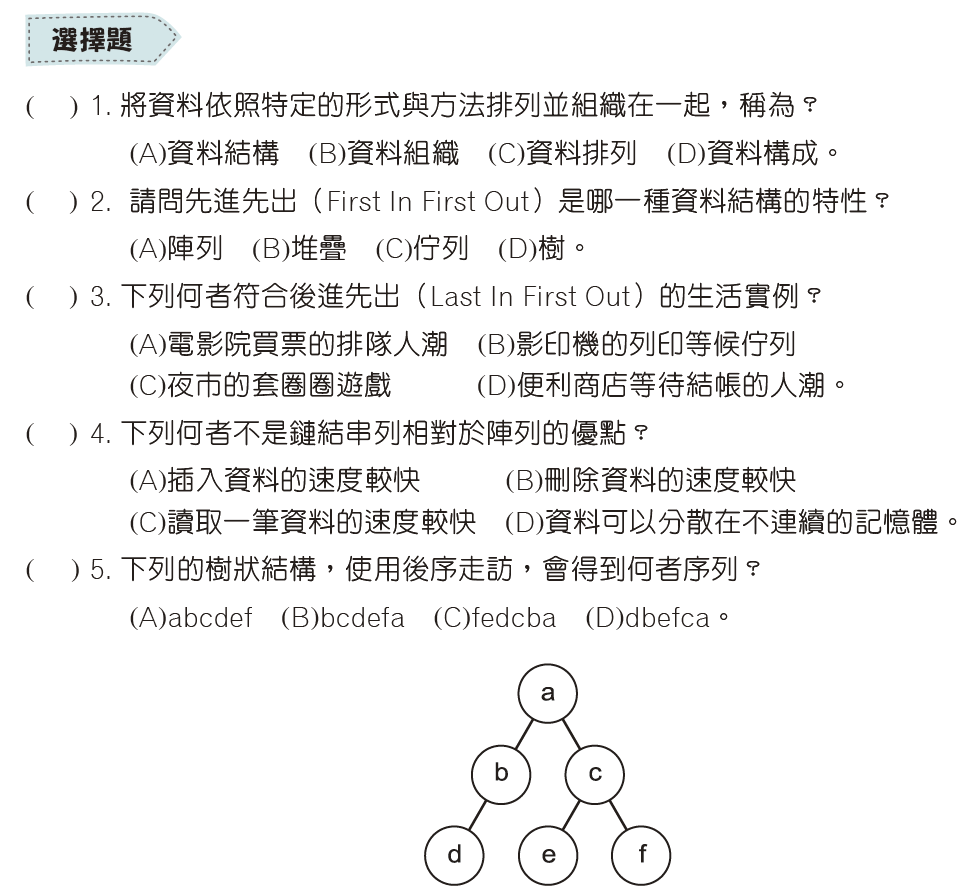 選擇題
(　) 1. 將資料依照特定的形式與方法排列並組織在一起，稱為？
(A)資料結構　(B)資料組織　(C)資料排列　(D)資料構成。
(　) 2. 請問先進先出（First In First Out）是哪一種資料結構的特性？
(A)陣列　(B)堆疊　(C)佇列　(D)樹。
(　) 3. 下列何者符合後進先出（Last In First Out）的生活實例？
(A)電影院買票的排隊人潮　(B)影印機的列印等候佇列
(C)夜市的套圈圈遊戲　(D)便利商店等待結帳的人潮。
(　) 4. 下列何者不是鏈結串列相對於陣列的優點？
(A)插入資料的速度較快　(B)刪除資料的速度較快
(C)讀取一筆資料的速度較快　(D)資料可以分散在不連續的記憶體。
(　) 5. 下列的樹狀結構，使用後序走訪，會得到何者序列？
(A)abcdef　(B)bcdefa　(C)fedcba　(D)dbefca。
a
b c
d e f